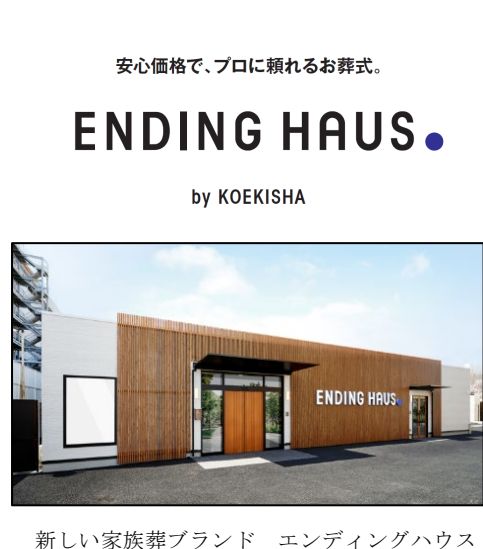 安心価格で、プロに頼れるお葬式。
ENDING HAUS.
by KOEKISHA
ENDING HAUS.
新しい家族葬ブランド　エンディングハウス